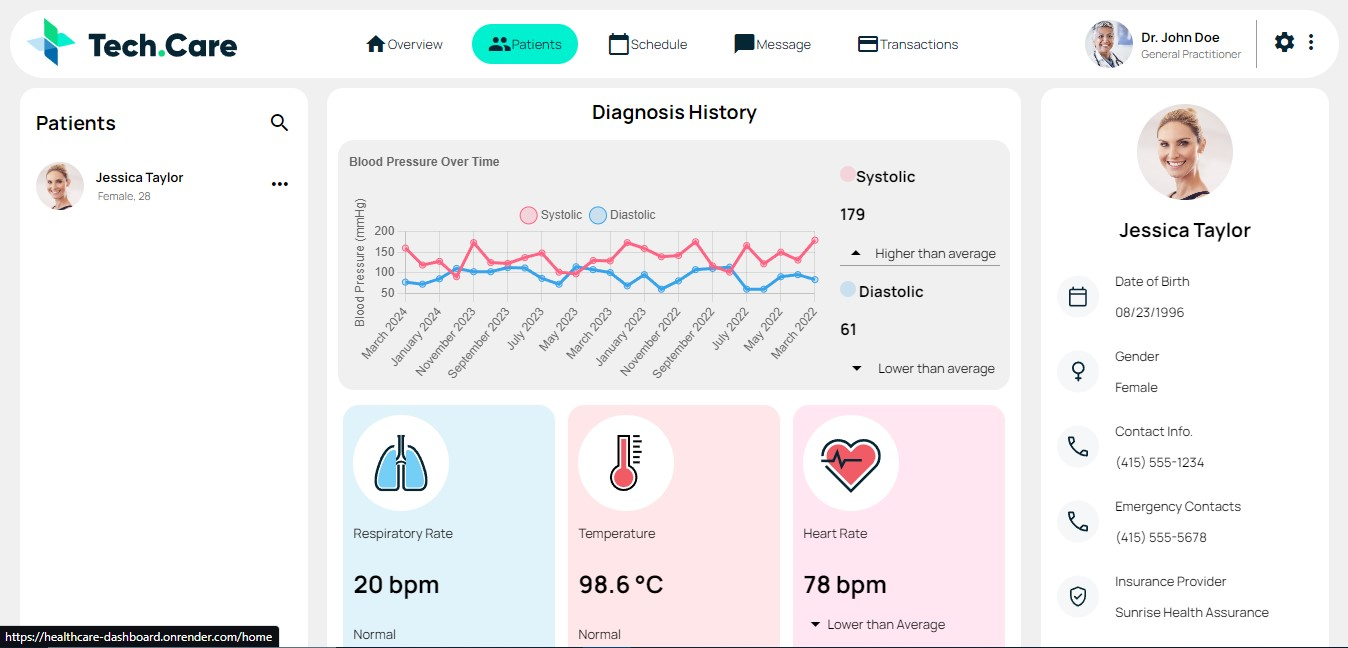 Tech.Care
Overview
Patients
Schedule
Message
Transactions
Dr. John Doe
General Practitioner
Patients
Jessica Taylor
Female, 28
Diagnosis History
Blood Pressure Over Time
Systolic
Diastolic
Blood Pressure (mmHg)
200
150
100
50
March 2024
January 2024
November 2023
September 2023
July 2023
May 2023
March 2023
January 2023
November 2022
September 2022
July 2022
May 2022
March 2022
Systolic
179
Higher than average
Diastolic
61
Lower than average
Respiratory Rate
20 bpm
Normal
Temperature
98.6 °C
Normal
Heart Rate
78 bpm
Lower than Average
Jessica Taylor
Date of Birth
08/23/1996
Gender
Female
Contact Info.
(415) 555-1234
Emergency Contacts
(415) 555-5678
Insurance Provider
Sunrise Health Assurance
https://healthcare-dashboard.onrender.com/home